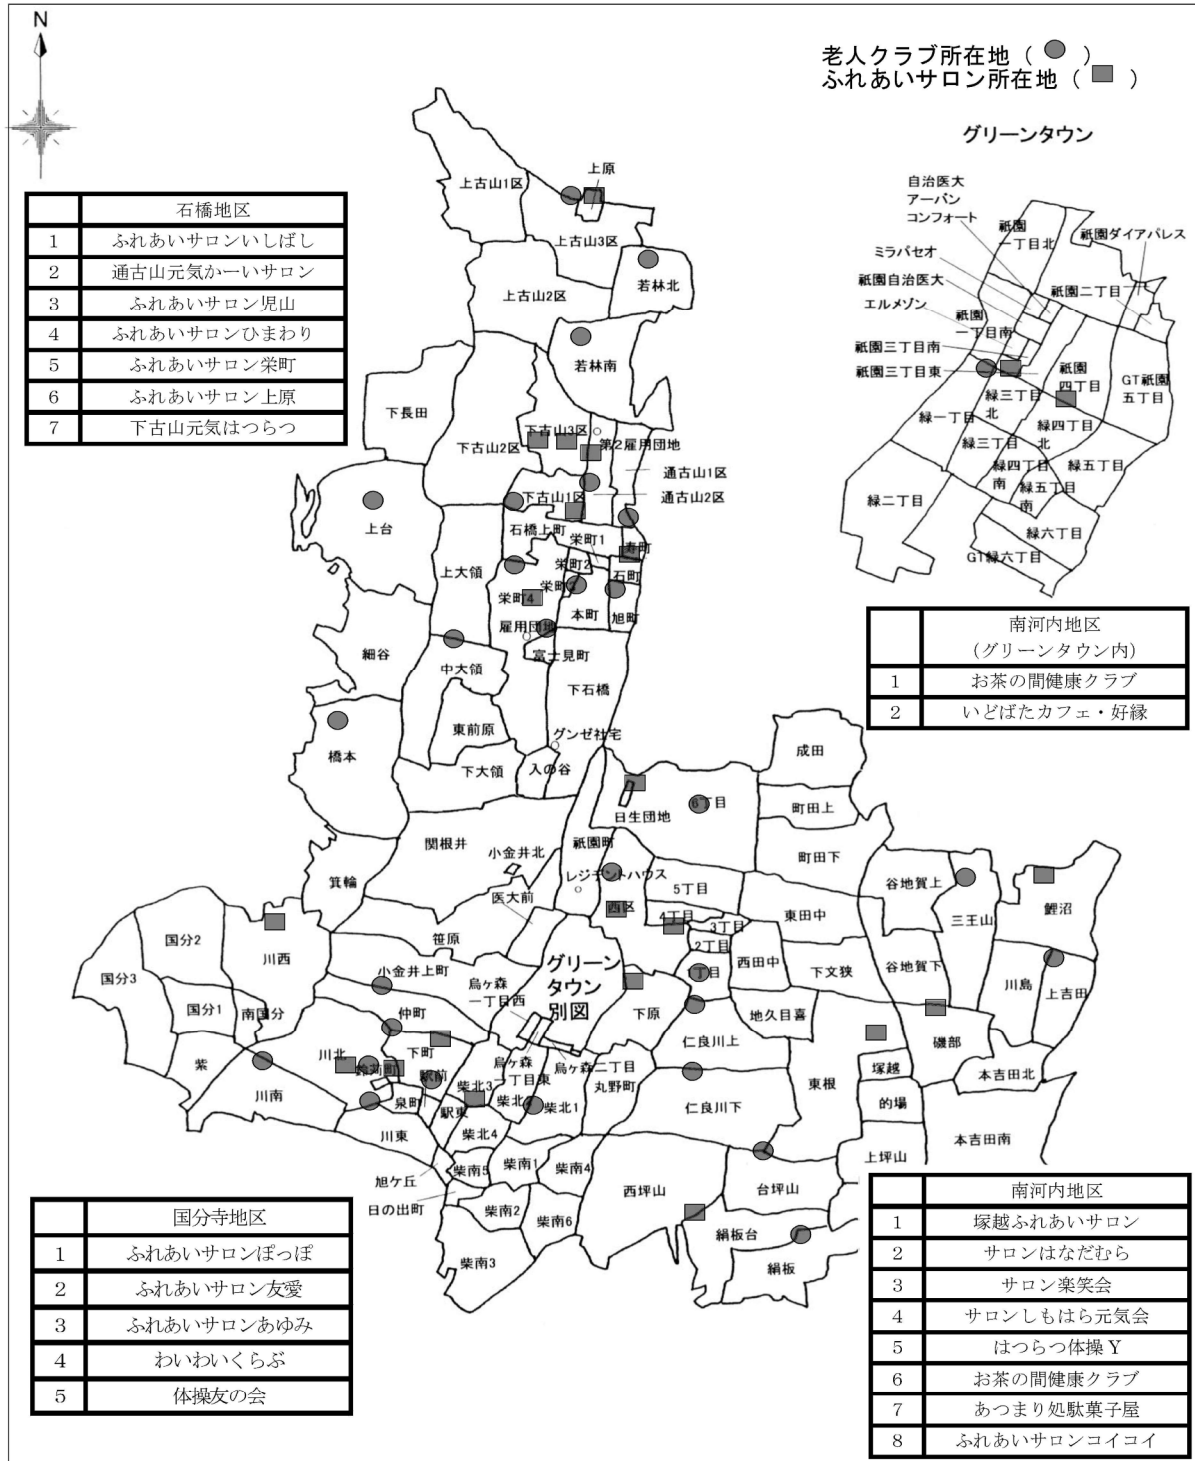 N
老人クラブ所在地（ ）
ふれあいサロン所在地（ ）
グリーンタウン
自治医大
アーバン
コンフォート
ミラパセオ
祇園自治医大
エルメゾン
祇園
一丁目北
祇園ダイアパレス
祇園二丁目
祇園
一丁目南
祇園三丁目南
祇園三丁目東
祇園
四丁目
GT祇園
五丁目
緑一丁目
緑三丁目
北
緑三丁目
南
緑四丁目
北
緑四丁目
南
緑五丁目
緑五丁目
南
緑二丁目
緑六丁目
GT緑六丁目
石橋地区
1 ふれあいサロンいしばし
2 通古山元気かーいサロン
3 ふれあいサロン児山
4 ふれあいサロンひまわり
5 ふれあいサロン栄町
6 ふれあいサロン上原
7 下古山元気はつらつ
上古山1区
上原
上古山3区
上古山2区
若林北
若林南
下長田
下古山2区
下古山3区
第2雇用団地
通古山1区
通古山2区
下古山1区
上台
石橋上町
栄町1
寿町
上大領
栄町2
石町
栄町3
栄町4
本町
旭町
雇用団地
富士見町
細谷
中大領
下石橋
東前原
グンゼ社宅
橋本
下大領
入の谷
南河内地区
（グリーンタウン内）
1 お茶の間健康クラブ
2 いどばたカフェ・好縁
成田
日生団地
6丁目
町田上
関根井
祇園町
町田下
小金井北
レジデントハウス
箕輪
医大前
5丁目
谷地賀上
三王山
鯉沼
西区
4丁目
3丁目
東田中
国分2
川西
笹原
2丁目
西田中
下文狭
谷地賀下
国分3
小金井上町
烏ヶ森
一丁目西
グリーン
タウン
別図
1丁目
川島
上吉田
国分1
南国分
仲町
下原
地久目喜
仁良川上
磯部
紫
川北
鈴苅町
下町
烏ヶ森
一丁目東
烏ヶ森二丁目
丸野町
東根
塚越
本吉田北
川南
駅前
柴北3
柴北1
仁良川下
的場
泉町
駅東
川東
柴北4
上坪山
本吉田南
旭ケ丘
柴南5
柴南1
柴南4
西坪山
台坪山
日の出町
柴南2
柴南6
絹板台
柴南3
絹板
国分寺地区
1 ふれあいサロンぽっぽ
2 ふれあいサロン友愛
3 ふれあいサロンあゆみ
4 わいわいくらぶ
5 体操友の会
南河内地区
1 塚越ふれあいサロン
2 サロンはなだむら
3 サロン楽笑会
4 サロンしもはら元気会
5 はつらつ体操Y
6 お茶の間健康クラブ
7 あつまり処駄菓子屋
8 ふれあいサロンコイコイ